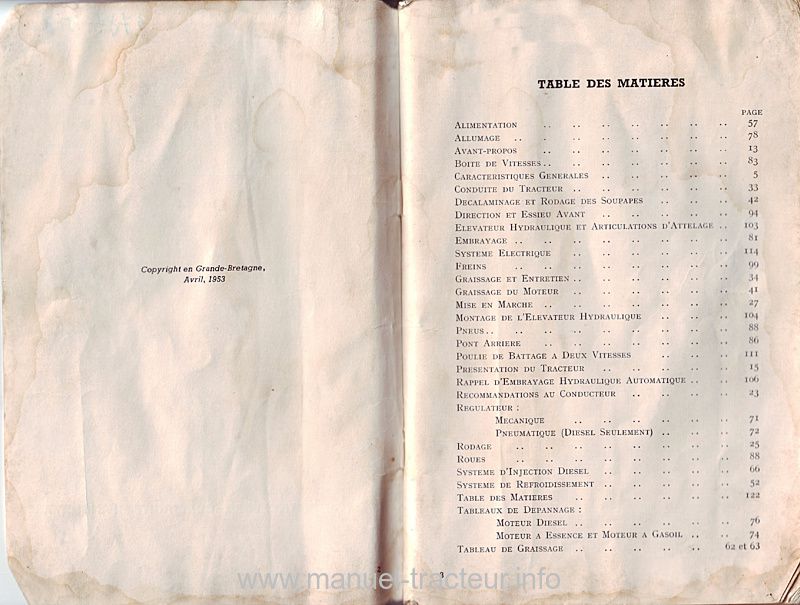 Copyright en Grande-Bretagne,
Avril, 1953
TABLE DES MATIERES
PAGE
ALIMENTATION .. .. .. .. .. .. .. 57
ALLUMAGE .. .. .. .. .. .. .. .. 78
AVANT-PROPOS .. .. .. .. .. .. .. 13
BOITE DE VITESSES .. .. .. .. .. .. .. 83
CARACTERISTIQUES GENERALES .. .. .. .. .. 5
CONDUITE DU TRACTEUR .. .. .. .. .. .. 33
DECALAMINAGE ET RODAGE DES SOUPAPES .. .. .. 42
DIRECTION ET ESSIEU AVANT .. .. .. .. .. 94
ELEVATEUR HYDRAULIQUE ET ARTICULATIONS D'ATTELAGE .. 103
EMBRAYAGE .. .. .. .. .. .. .. .. 81
SYSTEME ELECTRIQUE .. .. .. .. .. .. 114
FREINS .. .. .. .. .. .. .. .. 99
GRAISSAGE ET ENTRETIEN .. .. .. .. .. .. 34
GRAISSAGE DU MOTEUR .. .. .. .. .. .. 41
MISE EN MARCHE .. .. .. .. .. .. .. 27
MONTAGE DE L'ELEVATEUR HYDRAULIQUE .. .. .. 104
PNEUS .. .. .. .. .. .. .. .. .. 88
PONT ARRIERE .. .. .. .. .. .. .. 86
POULIE DE BATTAGE A DEUX VITESSES .. .. .. 111
PRESENTATION DU TRACTEUR .. .. .. .. .. 15
RAPPEL D'EMBRAYAGE HYDRAULIQUE AUTOMATIQUE .. .. 106
RECOMMANDATIONS AU CONDUCTEUR .. .. .. .. 23
REGULATEUR :
MECANIQUE .. .. .. .. .. .. 71
PNEUMATIQUE (DIESEL SEULEMENT) .. .. .. 72
RODAGE .. .. .. .. .. .. .. .. 25
ROUES .. .. .. .. .. .. .. .. 88
SYSTEME D'INJECTION DIESEL .. .. .. .. .. 66
SYSTEME DE REFROIDISSEMENT .. .. .. .. .. 52
TABLE DES MATIERES .. .. .. .. .. .. 122
TABLEAUX DE DEPANNAGE :
MOTEUR DIESEL .. .. .. .. .. .. 76
MOTEUR A ESSENCE ET MOTEUR A GASOIL .. .. 74
TABLEAU DE GRAISSAGE .. .. .. .. .. 62 et 63
2
3
www.manuel-tracteur.info